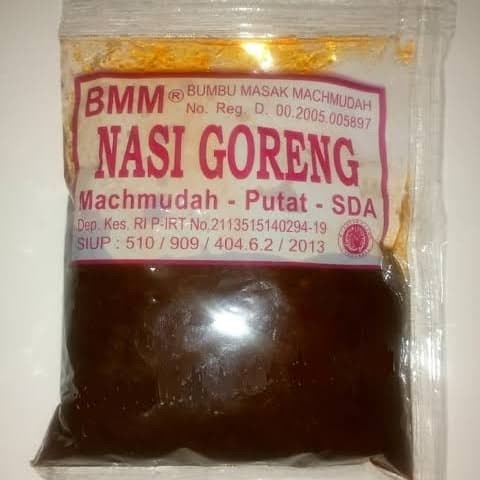 BMM® BUMBU MASAK MACHMUDAH
No. Reg. D. 00.2005.005897
NASI GORENG
Machmudah - Putat - SDA
Dep. Kes. RI P-IRT No.2113515140294-19
SIUP : 510 / 909 / 404.6.2 / 2013